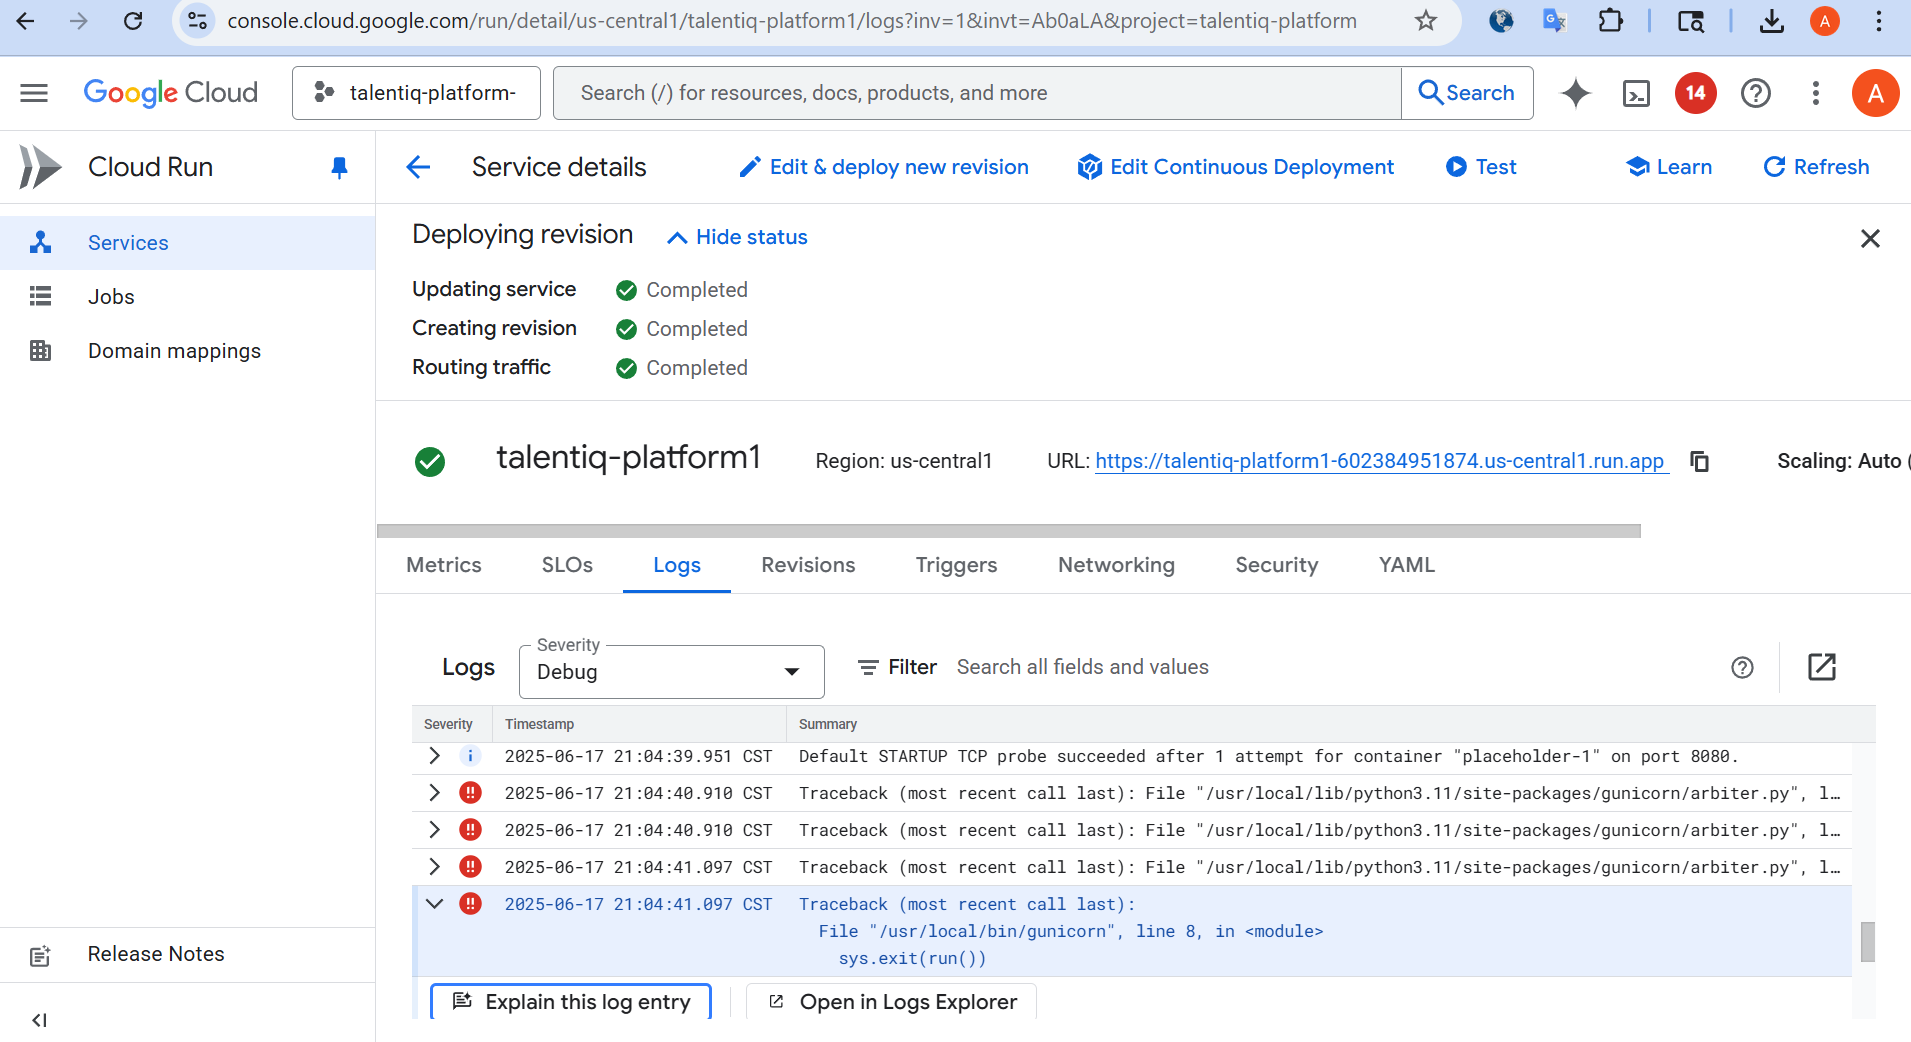 console.cloud.google.com/run/detail/us-central1/talentiq-platform1/logs?inv=1&invt=Ab0aLA&project=talentiq-platform
A
Google Cloud
talentiq-platform-
Search (/) for resources, docs, products, and more
Search
14
A
Cloud Run
Service details
Edit & deploy new revision
Edit Continuous Deployment
Test
Learn
Refresh
Services
Jobs
Domain mappings
Release Notes
Deploying revision
Hide status
Updating service Completed
Creating revision Completed
Routing traffic Completed
talentiq-platform1
Region: us-central1
URL: https://talentiq-platform1-602384951874.us-central1.run.app
Scaling: Auto (
Metrics
SLOs
Logs
Revisions
Triggers
Networking
Security
YAML
Logs
Severity
Debug
Filter
Search all fields and values
Severity Timestamp Summary
2025-06-17 21:04:39.951 CST Default STARTUP TCP probe succeeded after 1 attempt for container "placeholder-1" on port 8080.
2025-06-17 21:04:40.910 CST Traceback (most recent call last): File "/usr/local/lib/python3.11/site-packages/gunicorn/arbiter.py", l…
2025-06-17 21:04:40.910 CST Traceback (most recent call last): File "/usr/local/lib/python3.11/site-packages/gunicorn/arbiter.py", l…
2025-06-17 21:04:41.097 CST Traceback (most recent call last): File "/usr/local/lib/python3.11/site-packages/gunicorn/arbiter.py", l…
2025-06-17 21:04:41.097 CST Traceback (most recent call last):
File "/usr/local/bin/gunicorn", line 8, in <module>
sys.exit(run())
Explain this log entry
Open in Logs Explorer